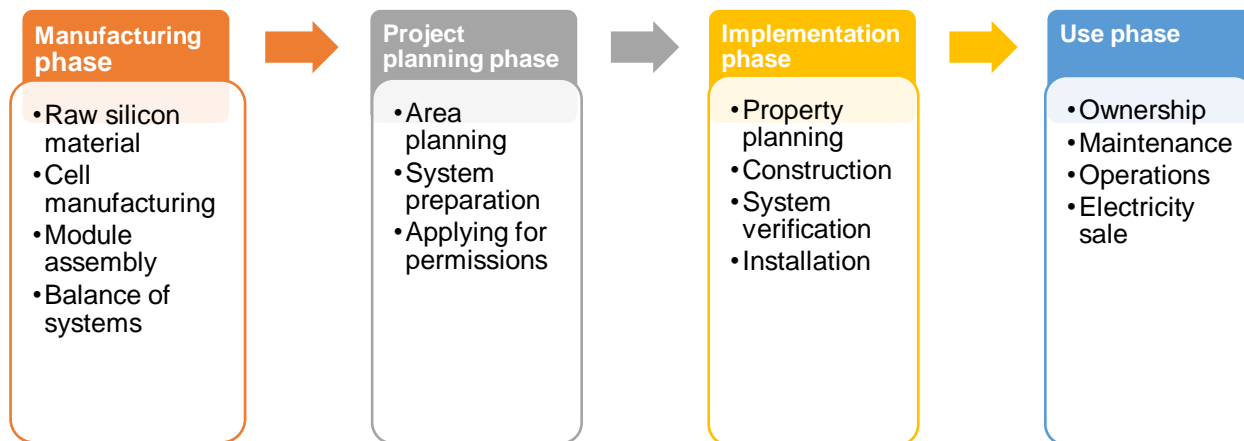 Manufacturing
phase
• Raw silicon
material
• Cell
manufacturing
• Module
assembly
• Balance of
systems
Project
planning phase
• Area
planning
• System
preparation
• Applying for
permissions
Implementation
phase
• Property
planning
• Construction
• System
verification
• Installation
Use phase
• Ownership
• Maintenance
• Operations
• Electricity
sale